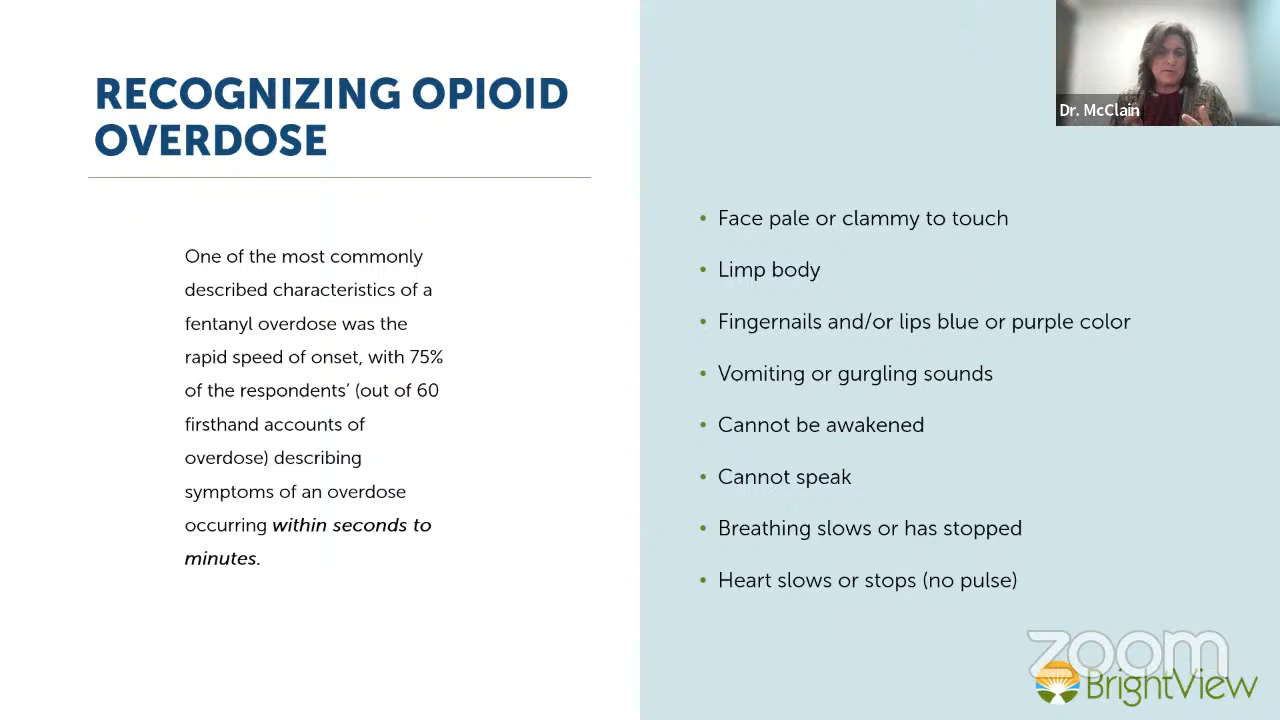 RECOGNIZING OPIOID
OVERDOSE
One of the most commonly
described characteristics of a
fentanyl overdose was the
rapid speed of onset, with 75%
of the respondents’ (out of 60
firsthand accounts of
overdose) describing
symptoms of an overdose
occurring within seconds to
minutes.
Dr. McClain
• Face pale or clammy to touch
• Limp body
• Fingernails and/or lips blue or purple color
• Vomiting or gurgling sounds
• Cannot be awakened
• Cannot speak
• Breathing slows or has stopped
• Heart slows or stops (no pulse)
zoom
BrightView